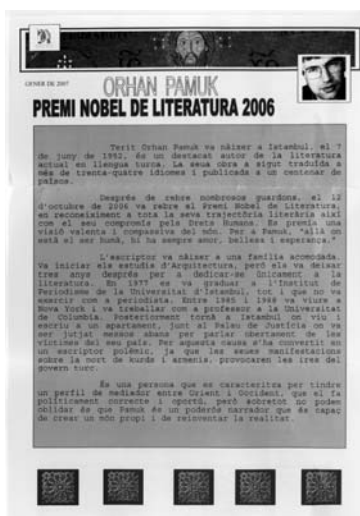 GENER DE 2007
ORHAN PAMUK
PREMI NOBEL DE LITERATURA 2006
Terit Orhan Pamuk va nàixer a Istambul, el 7
de juny de 1952, és un destacat autor de la literatura
actual en llengua turca. La seua obra a sigut traduïda a
més de trenta-quatre idiomes i publicada a un centenar de
països.
Després de rebre nombrosos guardons, el 12
d'octubre de 2006 va rebre el Premi Nobel de Literatura,
en reconeiximent a tota la seva trajectòria literària així
com el seu compromís pels Drets Humans. Es premia una
visió valenta i compassiva del món. Per a Pamuk, "allà on
està el ser humà, hi ha sempre amor, bellesa i esperança."
L'escriptor va nàixer a una família acomodada.
Va iniciar els estudis d'Arquitectura, però els va deixar
tres anys després per a dedicar-se únicament a la
literatura. En 1977 es va graduar a l'Institut de
Periodisme de la Universitat d'Istambul, tot i que no va
exercir com a periodista. Entre 1985 i 1988 va viure a
Nova York i va treballar com a professor a la Universitat
de Columbia. Posteriorment tornà a Istambul on viu i
escriu a un apartament, junt al Palau de Justícia on va
ser jutjat mesos abans per parlar obertament de les
víctimes del seu país. Per aquesta causa s'ha convertit en
un escriptor polèmic, ja que les seues manifestacions
sobre la mort de kurds i armenis, provocaren les ires del
govern turc.
És una persona que es caracteritza per tindre
un perfil de mediador entre Orient i Occident, que el fa
políticament correcte i oportú, però sobretot no podem
oblidar és que Pamuk és un poderós narrador que és capaç
de crear un món propi i de reinventar la realitat.